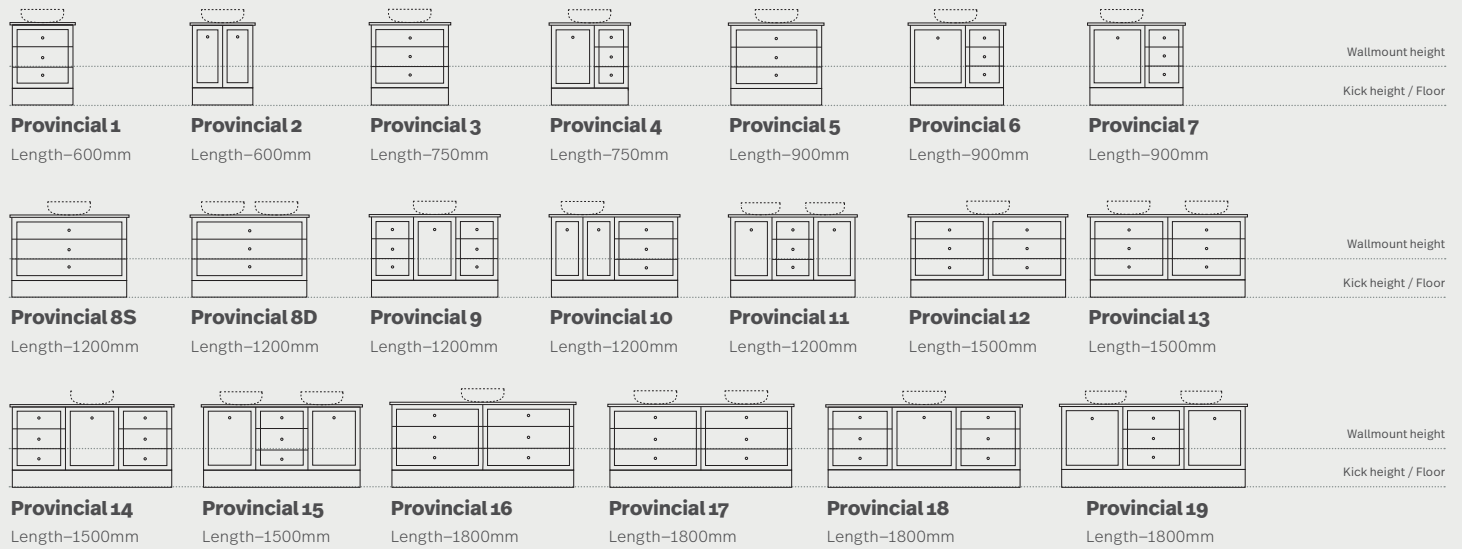 Wallmount height
Kick height / Floor
Provincial 1 Provincial 2 Provincial 3 Provincial 4 Provincial 5 Provincial 6 Provincial 7
Length–600mm Length–600mm Length–750mm Length–750mm Length–900mm Length–900mm Length–900mm
Wallmount height
Kick height / Floor
Provincial 8S Provincial 8D Provincial 9 Provincial 10 Provincial 11 Provincial 12 Provincial 13
Length–1200mm Length–1200mm Length–1200mm Length–1200mm Length–1200mm Length–1500mm Length–1500mm
Wallmount height
Kick height / Floor
Provincial 14 Provincial 15 Provincial 16 Provincial 17 Provincial 18 Provincial 19
Length–1500mm Length–1500mm Length–1800mm Length–1800mm Length–1800mm Length–1800mm